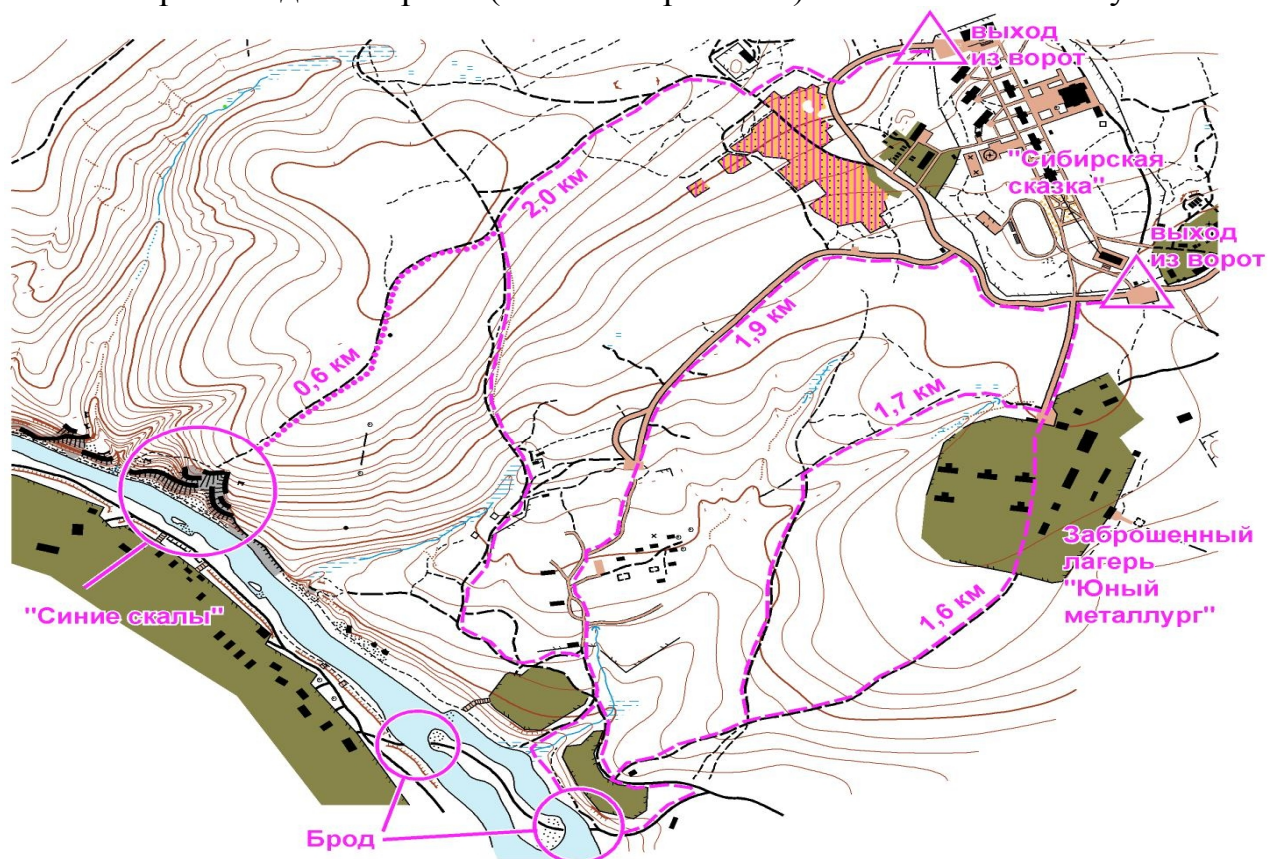 выход
из ворот
"Сибирская
сказка"
выход
из ворот
2,0 км
0,6 км
1,9 км
1,7 км
"Синие скалы"
Заброшенный
лагерь
"Юный
металлург"
1,6 км
Брод